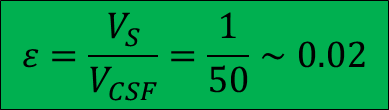 ε = V_S / V_CSF = 1 / 50 ~ 0.02